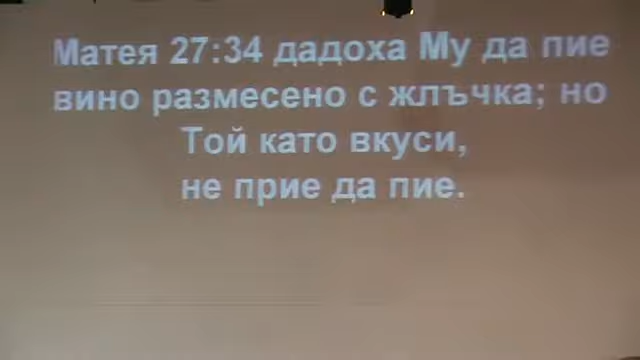 Матея 27:34 дадоха Му да пие
вино размесено с жлъчка; но
Той като вкуси,
не прие да пие.